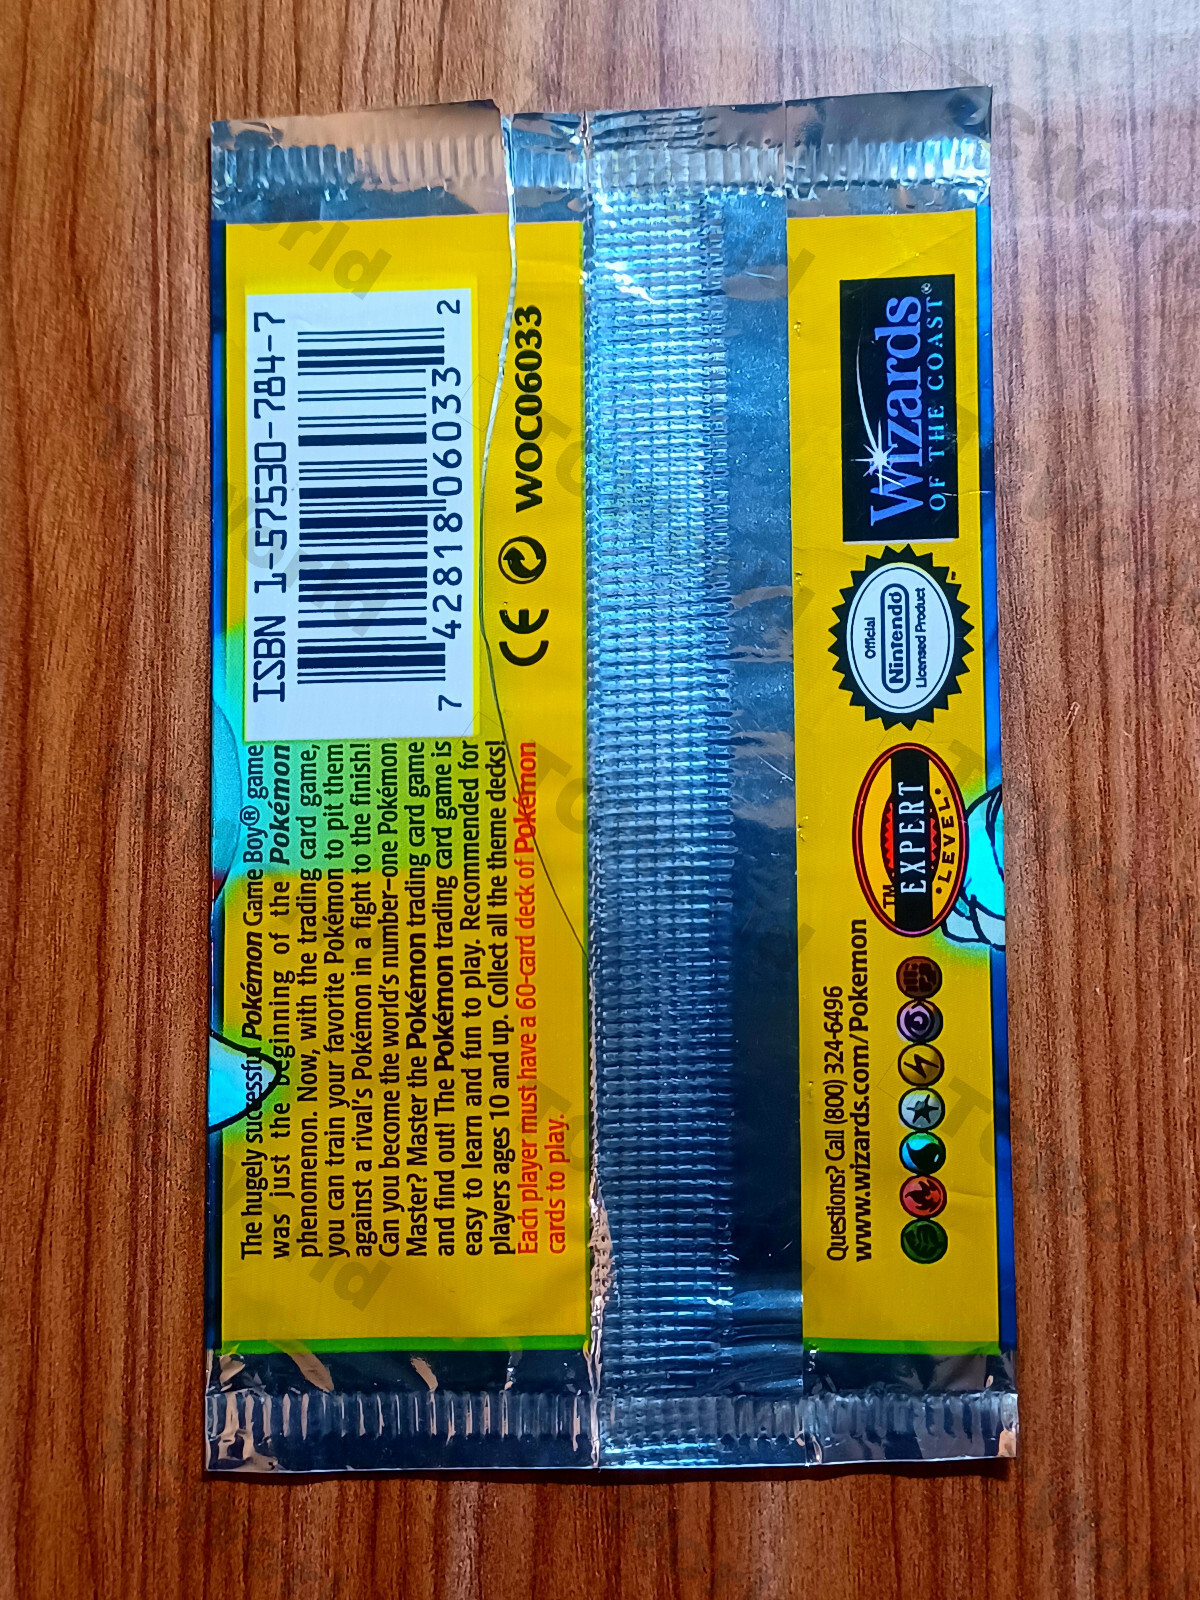 The hugely successful Pokémon Game Boy® game
was just the beginning of the Pokémon
phenomenon. Now, with the trading card game,
you can train your favorite Pokémon to pit them
against a rival's Pokémon in a fight to the finish!
Can you become the world's number-one Pokémon
Master? Master the Pokémon trading card game
and find out! The Pokémon trading card game is
easy to learn and fun to play. Recommended for
players ages 10 and up. Collect all the theme decks!
Each player must have a 60-card deck of Pokémon
cards to play.
ISBN 1-57530-784-7
7 42818 06033 2
CE WOC06033
Questions? Call (800) 324-6496
www.wizards.com/Pokemon
TM
EXPERT
• LEVEL •
Official
Nintendo
Licensed Product
™
Wizards
OF THE COAST®
TCWorld